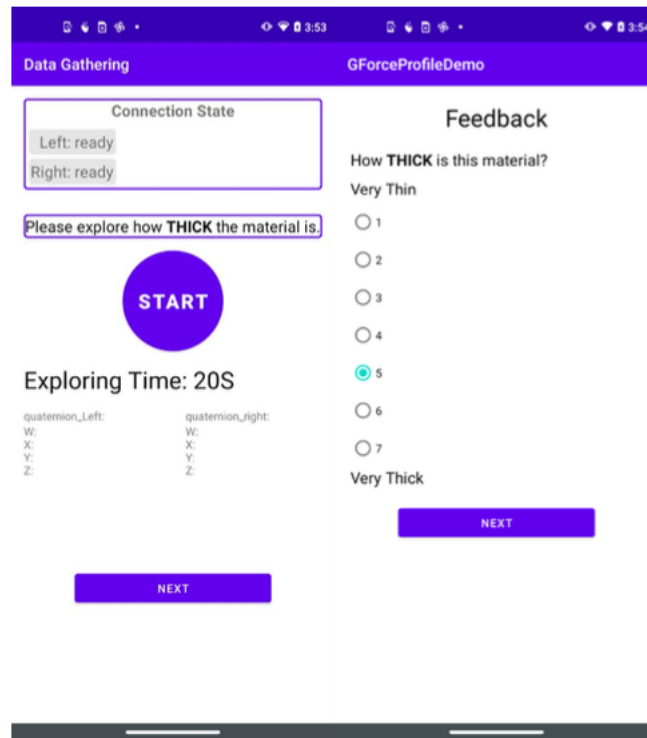 3:53
Data Gathering
Connection State
Left: ready
Right: ready
Please explore how THICK the material is.
START
Exploring Time: 20S
quaternion_Left:
W:
X:
Y:
Z:
quaternion_right:
W:
X:
Y:
Z:
NEXT
3:54
GForceProfileDemo
Feedback
How THICK is this material?
Very Thin
1
2
3
4
5
6
7
Very Thick
NEXT